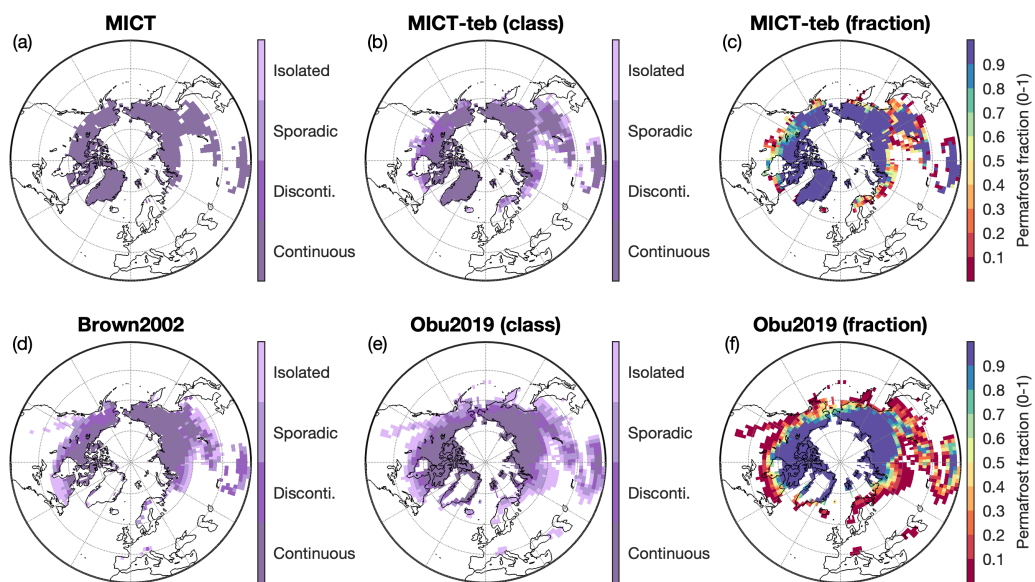 MICT
MICT-teb (class)
MICT-teb (fraction)
(a)
(b)
(c)
Isolated
Sporadic
Disconti.
Continuous
Isolated
Sporadic
Disconti.
Continuous
0.9
0.8
0.7
0.6
0.5
0.4
0.3
0.2
0.1
Permafrost fraction (0-1)
Brown2002
Obu2019 (class)
Obu2019 (fraction)
(d)
(e)
(f)
Isolated
Sporadic
Disconti.
Continuous
Isolated
Sporadic
Disconti.
Continuous
0.9
0.8
0.7
0.6
0.5
0.4
0.3
0.2
0.1
Permafrost fraction (0-1)